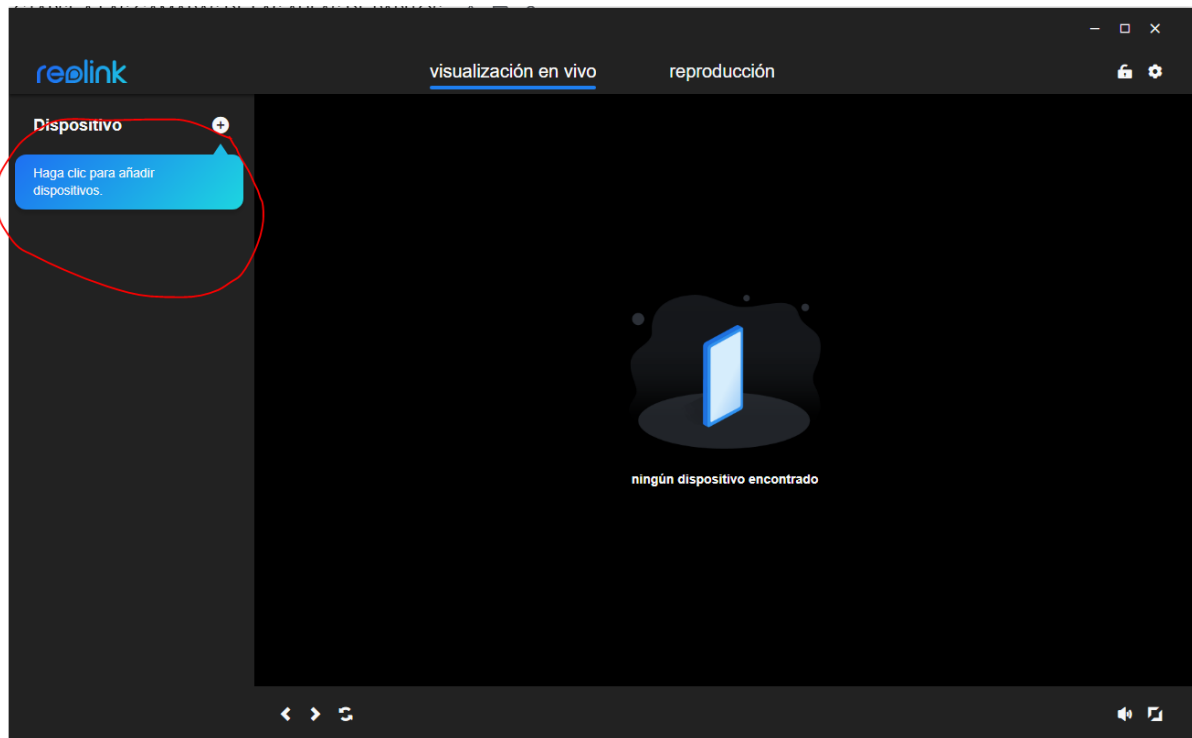 reolink
visualización en vivo
reproducción
Dispositivo
Haga clic para añadir
dispositivos.
ningún dispositivo encontrado